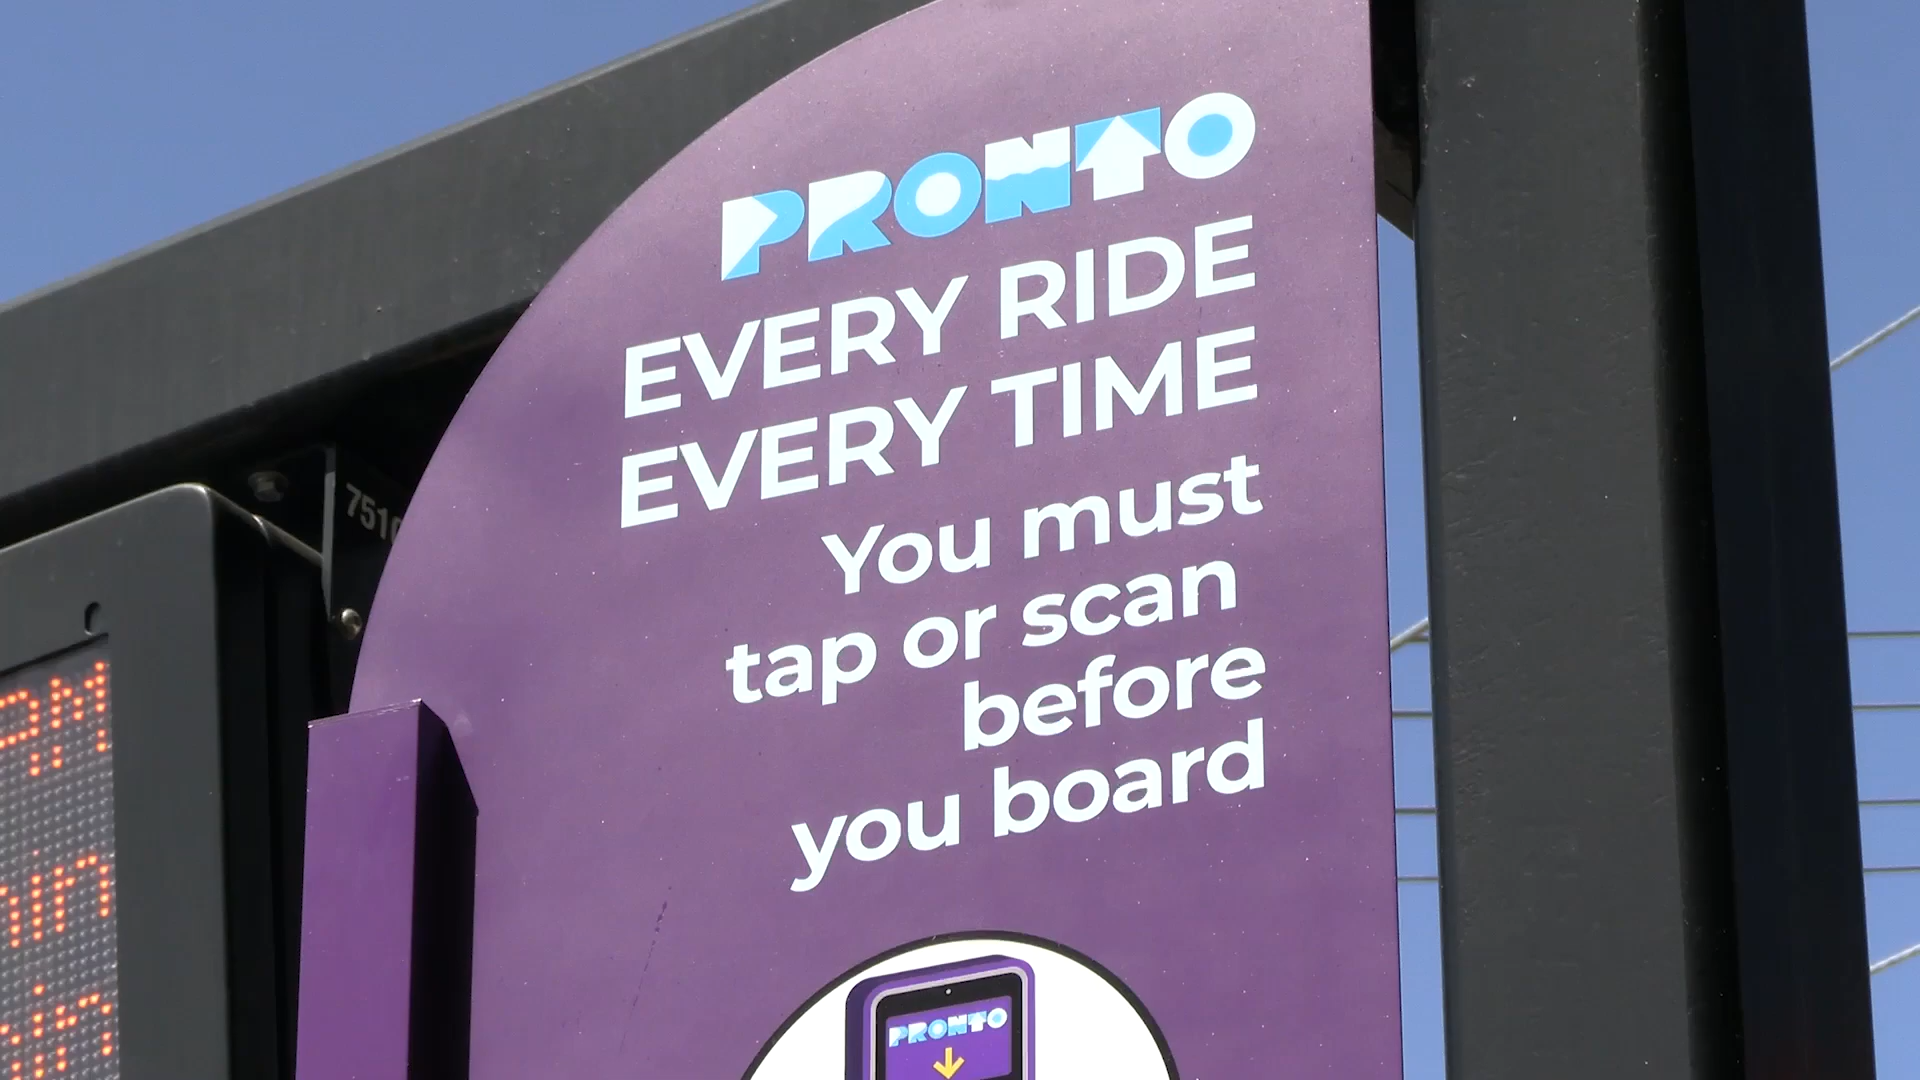 PRONTO
EVERY RIDE
EVERY TIME
You must
tap or scan
before
you board
PRONTO